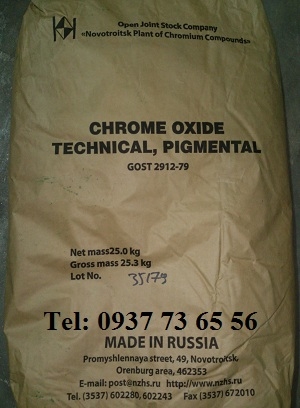 Open Joint Stock Company
«Novotroitsk Plant of Chromium Compounds»
CHROME OXIDE
TECHNICAL, PIGMENTAL
GOST 2912-79
Net mass25.0 kg
Gross mass 25.3 kg
Lot No. 35179
Tel: 0937 73 65 56
MADE IN RUSSIA
Promyshlennaya street, 49, Novotroitsk,
Orenburg area, 462353
E-mail: post@nzhs.ru http://www.nzhs.ru
Tel. (3537) 602280, 602243 Fax(3537) 672010